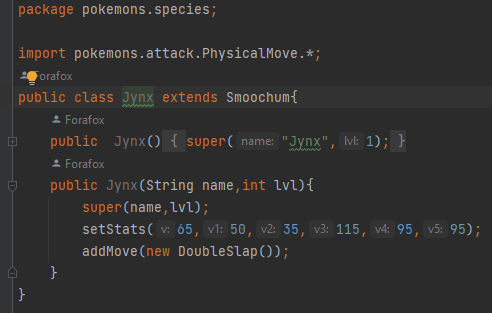 package pokemons.species;
import pokemons.attack.PhysicalMove.*;
Forafox
public class Jynx extends Smoochum{
Forafox
public  Jynx() { super( name: "Jynx", lvl: 1); }
Forafox
public Jynx(String name,int lvl){
super(name,lvl);
setStats( v: 65, v1: 50, v2: 35, v3: 115, v4: 95, v5: 95);
addMove(new DoubleSlap());
}
}